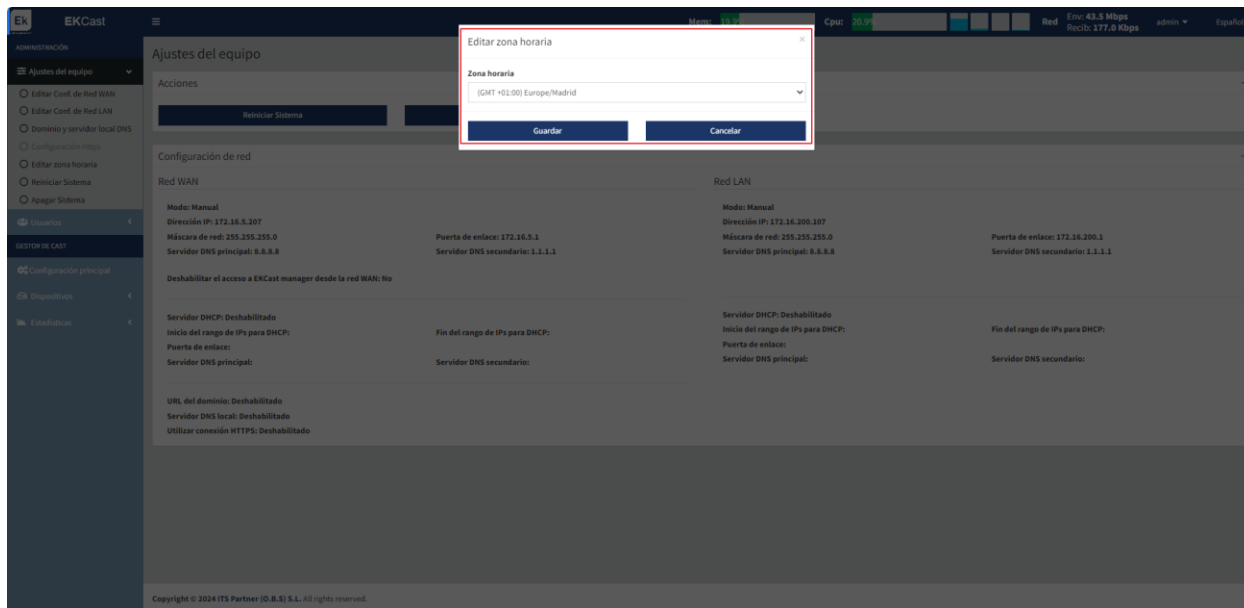 Ek EKCast Mem: 19.9% Cpu: 20.9% Red Env: 43.5 Mbps admin Español
Recib: 177.0 Kbps
ADMINISTRACIÓN
Ajustes del equipo
Editar Conf. de Red WAN
Editar Conf. de Red LAN
Dominio y servidor local DNS
Configuración https
Editar zona horaria
Reiniciar Sistema
Apagar Sistema
Usuarios
GESTOR DE CAST
Configuración principal
Dispositivos
Estadísticas
Ajustes del equipo
Acciones
Reiniciar Sistema
Editar zona horaria ×
Zona horaria
(GMT +01:00) Europe/Madrid
Guardar Cancelar
Configuración de red
Red WAN
Modo: Manual
Dirección IP: 172.16.5.207
Máscara de red: 255.255.255.0 Puerta de enlace: 172.16.5.1
Servidor DNS principal: 8.8.8.8 Servidor DNS secundario: 1.1.1.1
Deshabilitar el acceso a EKCast manager desde la red WAN: No
Servidor DHCP: Deshabilitado
Inicio del rango de IPs para DHCP: Fin del rango de IPs para DHCP:
Puerta de enlace:
Servidor DNS principal: Servidor DNS secundario:
URL del dominio: Deshabilitado
Servidor DNS local: Deshabilitado
Utilizar conexión HTTPS: Deshabilitado
Red LAN
Modo: Manual
Dirección IP: 172.16.200.107
Máscara de red: 255.255.255.0 Puerta de enlace: 172.16.200.1
Servidor DNS principal: 8.8.8.8 Servidor DNS secundario: 1.1.1.1
Servidor DHCP: Deshabilitado
Inicio del rango de IPs para DHCP: Fin del rango de IPs para DHCP:
Puerta de enlace:
Servidor DNS principal: Servidor DNS secundario:
Copyright © 2024 ITS Partner (O.B.S) S.L. All rights reserved.